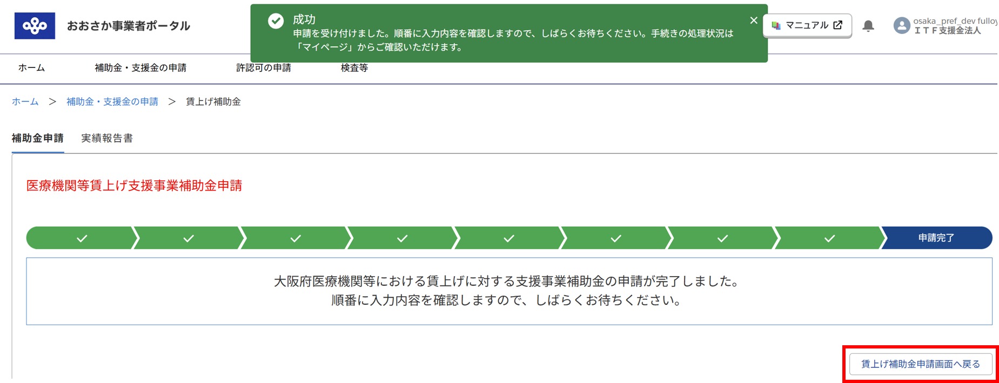 おおさか事業者ポータル
成功
申請を受け付けました。順番に入力内容を確認しますので、しばらくお待ちください。手続きの処理状況は
「マイページ」からご確認いただけます。
マニュアル
osaka_pref_dev fulloy
ＩＴＦ支援金法人
ホーム 補助金・支援金の申請 許認可の申請 検査等
ホーム > 補助金・支援金の申請 > 賃上げ補助金
補助金申請 実績報告書
医療機関等賃上げ支援事業補助金申請
申請完了
大阪府医療機関等における賃上げに対する支援事業補助金の申請が完了しました。
順番に入力内容を確認しますので、しばらくお待ちください。
賃上げ補助金申請画面へ戻る